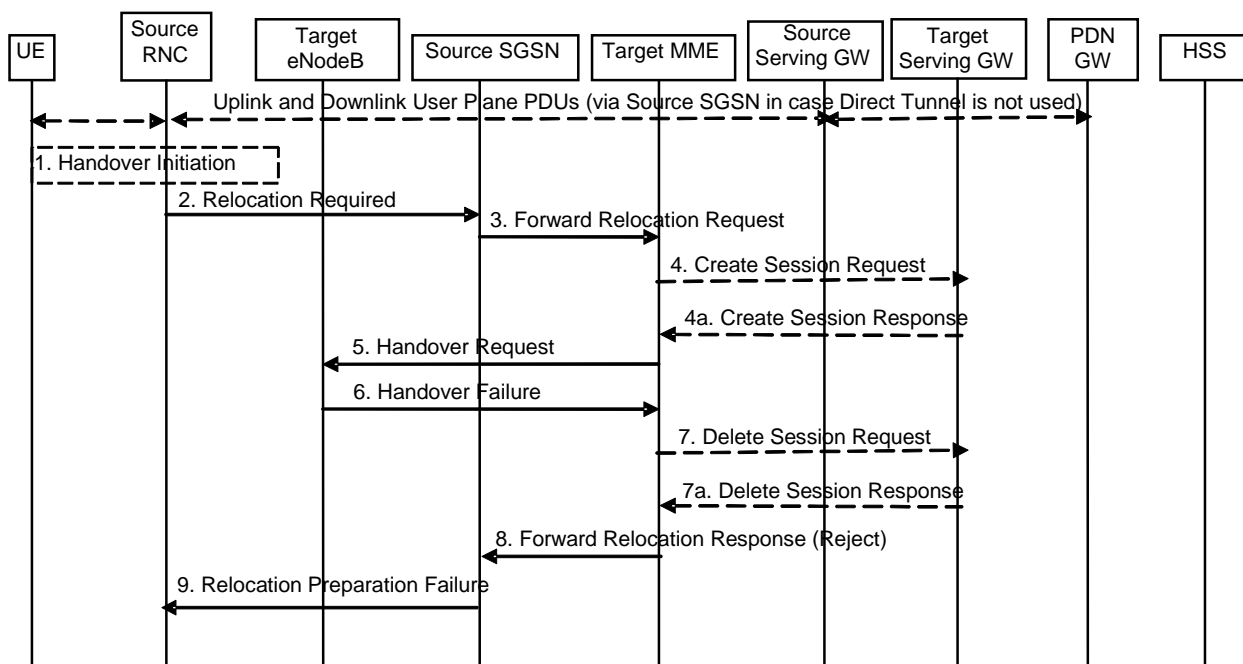 UE
Source
RNC
Target
eNodeB
Source SGSN
Target MME
Source
Serving GW
Target
Serving GW
PDN
GW
HSS
Uplink and Downlink User Plane PDUs (via Source SGSN in case Direct Tunnel is not used)
1. Handover Initiation
2. Relocation Required
3. Forward Relocation Request
4. Create Session Request
4a. Create Session Response
5. Handover Request
6. Handover Failure
7. Delete Session Request
7a. Delete Session Response
8. Forward Relocation Response (Reject)
9. Relocation Preparation Failure